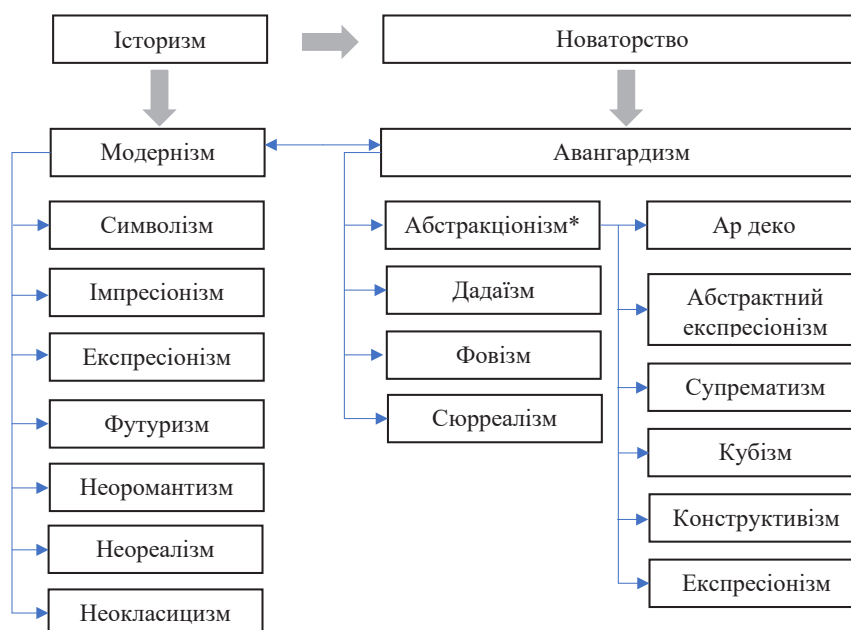 Історизм
Новаторство
Модернізм
Авангардизм
Символізм
Імпресіонізм
Експресіонізм
Футуризм
Неоромантизм
Неореалізм
Неокласицизм
Абстракціонізм*
Дадаїзм
Фовізм
Сюрреалізм
Ар деко
Абстрактний
експресіонізм
Супрематизм
Кубізм
Конструктивізм
Експресіонізм